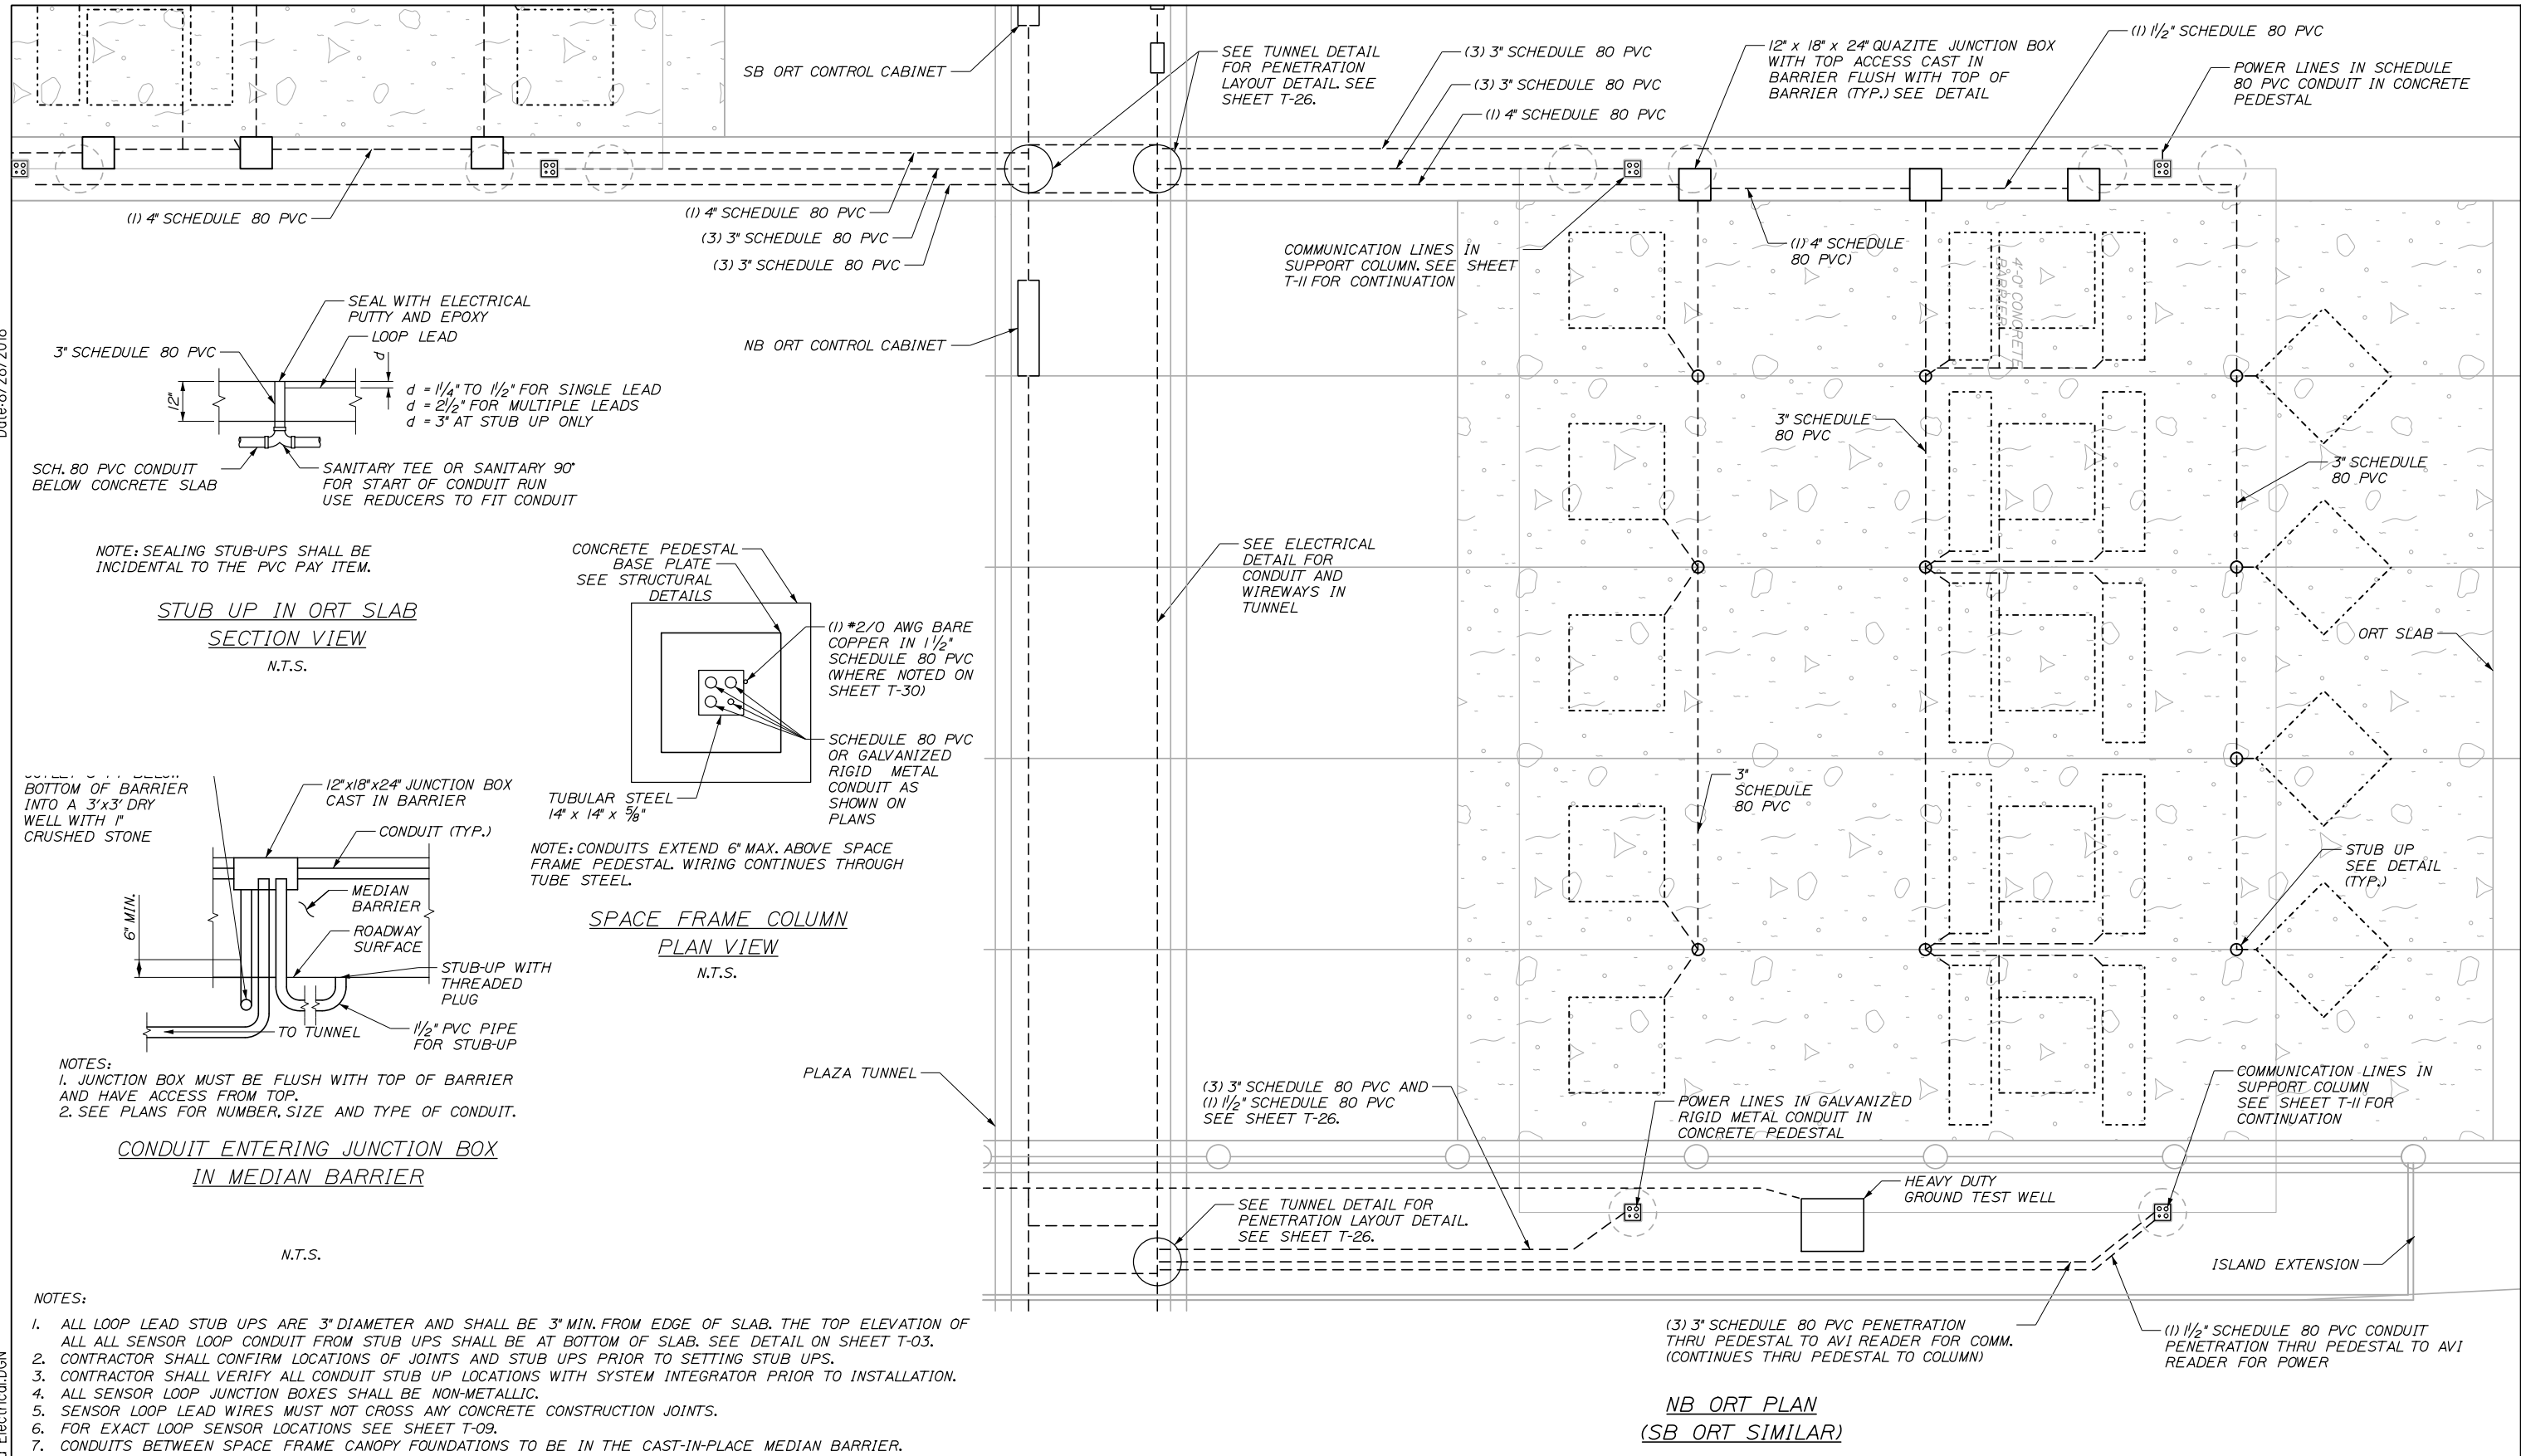 SB ORT CONTROL CABINET
SEE TUNNEL DETAIL
FOR PENETRATION
LAYOUT DETAIL. SEE
SHEET T-26.
(3) 3" SCHEDULE 80 PVC
(3) 3" SCHEDULE 80 PVC
(1) 4" SCHEDULE 80 PVC
12" x 18" x 24" QUAZITE JUNCTION BOX
WITH TOP ACCESS CAST IN
BARRIER FLUSH WITH TOP OF
BARRIER (TYP.) SEE DETAIL
(1) 1½" SCHEDULE 80 PVC
POWER LINES IN SCHEDULE
80 PVC CONDUIT IN CONCRETE
PEDESTAL
(1) 4" SCHEDULE 80 PVC
(1) 4" SCHEDULE 80 PVC
(3) 3" SCHEDULE 80 PVC
(3) 3" SCHEDULE 80 PVC
COMMUNICATION LINES IN
SUPPORT COLUMN. SEE SHEET
T-11 FOR CONTINUATION
(1) 4" SCHEDULE
80 PVC)
4'-0" CONCRETE
BARRIER
NB ORT CONTROL CABINET
SEAL WITH ELECTRICAL
PUTTY AND EPOXY
LOOP LEAD
3" SCHEDULE 80 PVC
d
12"
d = 1¼" TO 1½" FOR SINGLE LEAD
d = 2½" FOR MULTIPLE LEADS
d = 3" AT STUB UP ONLY
SCH. 80 PVC CONDUIT
BELOW CONCRETE SLAB
SANITARY TEE OR SANITARY 90°
FOR START OF CONDUIT RUN
USE REDUCERS TO FIT CONDUIT
NOTE: SEALING STUB-UPS SHALL BE
INCIDENTAL TO THE PVC PAY ITEM.
STUB UP IN ORT SLAB
SECTION VIEW
N.T.S.
3" SCHEDULE
80 PVC
3" SCHEDULE
80 PVC
3"
SCHEDULE
80 PVC
ORT SLAB
STUB UP
SEE DETAIL
(TYP.)
SEE ELECTRICAL
DETAIL FOR
CONDUIT AND
WIREWAYS IN
TUNNEL
CONCRETE PEDESTAL
BASE PLATE
SEE STRUCTURAL
DETAILS
(1) #2/0 AWG BARE
COPPER IN 1½"
SCHEDULE 80 PVC
(WHERE NOTED ON
SHEET T-30)
SCHEDULE 80 PVC
OR GALVANIZED
RIGID METAL
CONDUIT AS
SHOWN ON
PLANS
TUBULAR STEEL
14" x 14" x ⅝"
NOTE: CONDUITS EXTEND 6" MAX. ABOVE SPACE
FRAME PEDESTAL. WIRING CONTINUES THROUGH
TUBE STEEL.
SPACE FRAME COLUMN
PLAN VIEW
N.T.S.
BOTTOM OF BARRIER
INTO A 3'x3' DRY
WELL WITH 1"
CRUSHED STONE
12"x18"x24" JUNCTION BOX
CAST IN BARRIER
CONDUIT (TYP.)
MEDIAN
BARRIER
6" MIN.
ROADWAY
SURFACE
STUB-UP WITH
THREADED
PLUG
TO TUNNEL
1½" PVC PIPE
FOR STUB-UP
NOTES:
1. JUNCTION BOX MUST BE FLUSH WITH TOP OF BARRIER
AND HAVE ACCESS FROM TOP.
2. SEE PLANS FOR NUMBER, SIZE AND TYPE OF CONDUIT.
CONDUIT ENTERING JUNCTION BOX
IN MEDIAN BARRIER
N.T.S.
PLAZA TUNNEL
(3) 3" SCHEDULE 80 PVC AND
(1) 1½" SCHEDULE 80 PVC
SEE SHEET T-26.
POWER LINES IN GALVANIZED
RIGID METAL CONDUIT IN
CONCRETE PEDESTAL
COMMUNICATION LINES IN
SUPPORT COLUMN
SEE SHEET T-11 FOR
CONTINUATION
HEAVY DUTY
GROUND TEST WELL
SEE TUNNEL DETAIL FOR
PENETRATION LAYOUT DETAIL.
SEE SHEET T-26.
ISLAND EXTENSION
(3) 3" SCHEDULE 80 PVC PENETRATION
THRU PEDESTAL TO AVI READER FOR COMM.
(CONTINUES THRU PEDESTAL TO COLUMN)
(1) 1½" SCHEDULE 80 PVC CONDUIT
PENETRATION THRU PEDESTAL TO AVI
READER FOR POWER
NB ORT PLAN
(SB ORT SIMILAR)
NOTES:
1. ALL LOOP LEAD STUB UPS ARE 3" DIAMETER AND SHALL BE 3" MIN. FROM EDGE OF SLAB. THE TOP ELEVATION OF
ALL ALL SENSOR LOOP CONDUIT FROM STUB UPS SHALL BE AT BOTTOM OF SLAB. SEE DETAIL ON SHEET T-03.
2. CONTRACTOR SHALL CONFIRM LOCATIONS OF JOINTS AND STUB UPS PRIOR TO SETTING STUB UPS.
3. CONTRACTOR SHALL VERIFY ALL CONDUIT STUB UP LOCATIONS WITH SYSTEM INTEGRATOR PRIOR TO INSTALLATION.
4. ALL SENSOR LOOP JUNCTION BOXES SHALL BE NON-METALLIC.
5. SENSOR LOOP LEAD WIRES MUST NOT CROSS ANY CONCRETE CONSTRUCTION JOINTS.
6. FOR EXACT LOOP SENSOR LOCATIONS SEE SHEET T-09.
7. CONDUITS BETWEEN SPACE FRAME CANOPY FOUNDATIONS TO BE IN THE CAST-IN-PLACE MEDIAN BARRIER.
Electrical.DGN